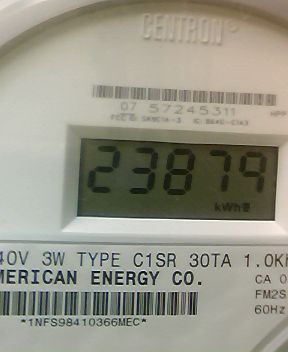 CENTRON®
07 57245311
23879
kWh
40V 3W TYPE C1SR 30TA 1.0K
MERICAN ENERGY CO.
CA 0
FM2S
60Hz
*1NFS98410366MEC*